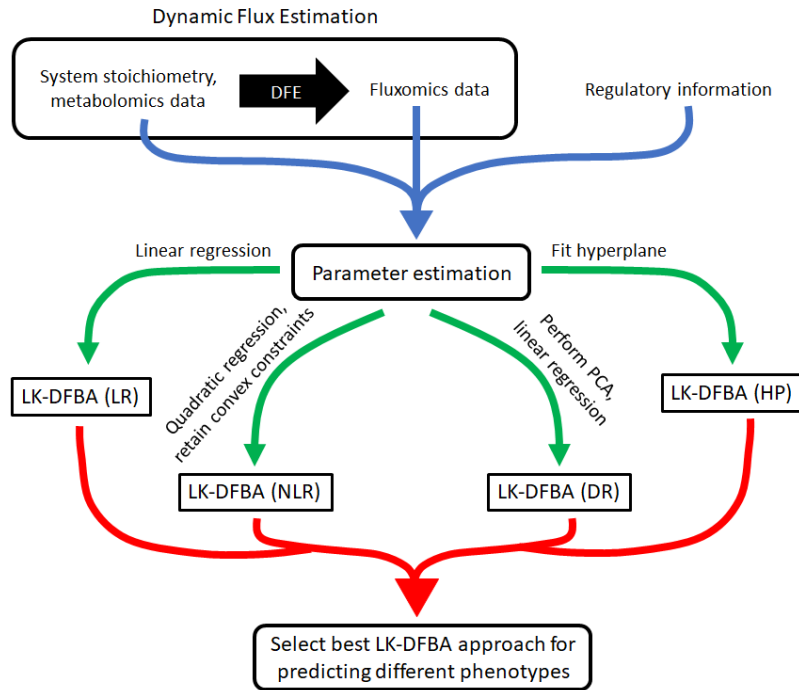 Dynamic Flux Estimation
System stoichiometry,
metabolomics data
DFE
Fluxomics data
Regulatory information
Linear regression
Fit hyperplane
Parameter estimation
Quadratic regression,
retain convex constraints
Perform PCA,
linear regression
LK-DFBA (LR)
LK-DFBA (HP)
LK-DFBA (NLR)
LK-DFBA (DR)
Select best LK-DFBA approach for
predicting different phenotypes